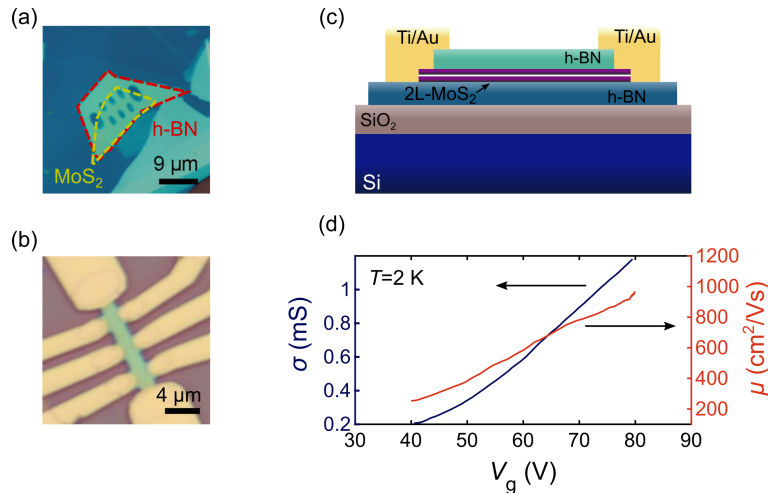 (a)
h-BN
MoS₂
9 μm
(b)
4 μm
(c)
Ti/Au
Ti/Au
h-BN
2L-MoS₂
h-BN
SiO₂
Si
(d)
T=2 K
σ (mS)
1
0.8
0.6
0.4
0.2
1200
1000
800
600
400
200
μ (cm²/Vs)
30 40 50 60 70 80 90
Vg (V)